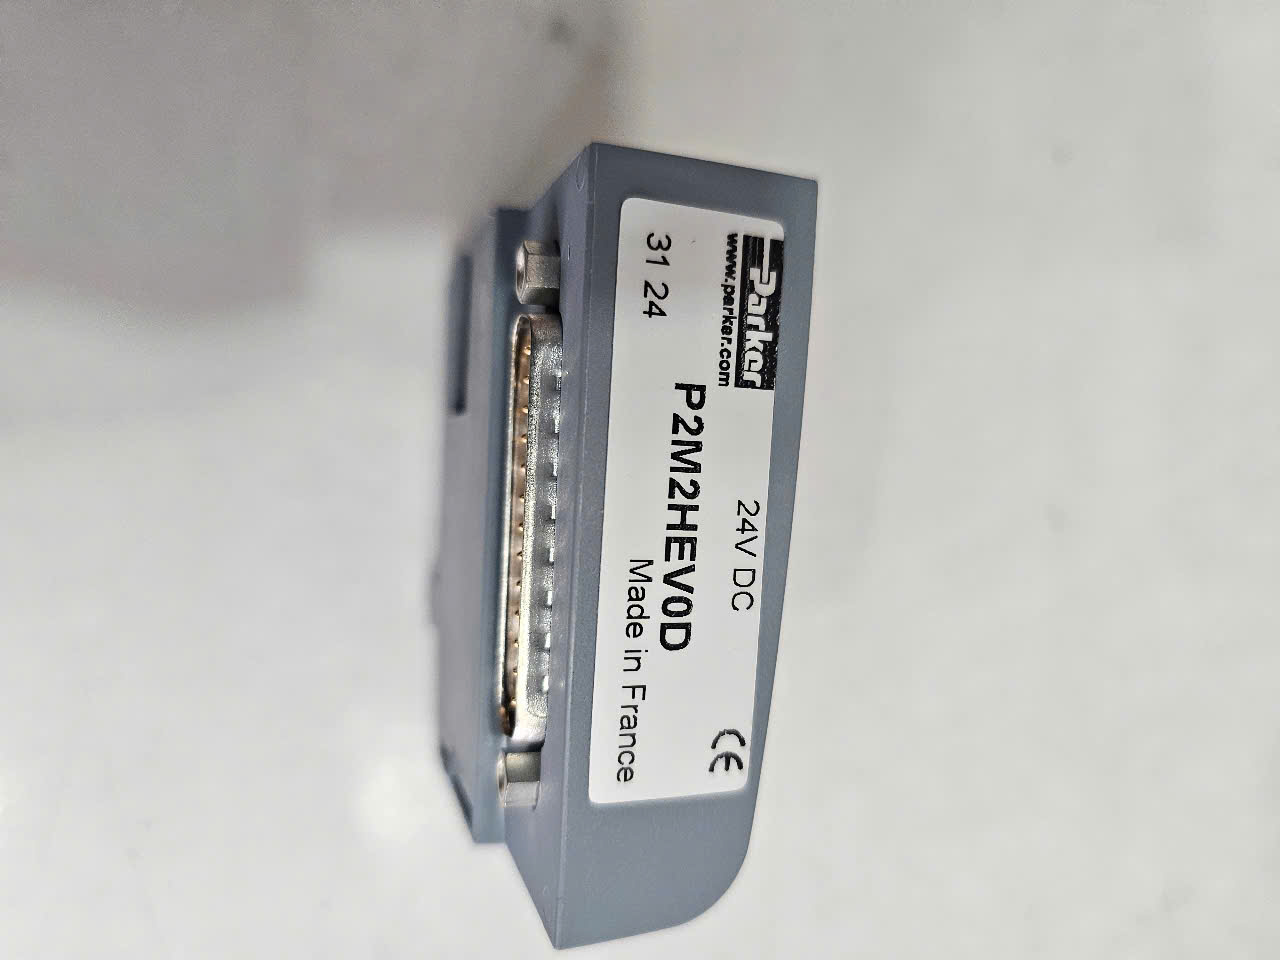 Parker
www.parker.com
24V DC
CE
P2M2HEV0D
31 24
Made in France